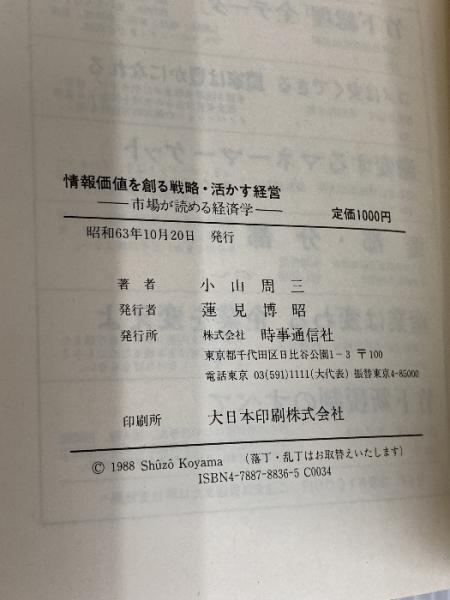 情報価値を創る戦略・活かす経営
——市場が読める経済学——　定価1000円
昭和63年10月20日　発行
著者　小山周三
発行者　蓮見博昭
発行所　株式会社　時事通信社
東京都千代田区日比谷公園1－3　〒100
電話東京　03(591)1111(大代表)　振替東京4-85000
印刷所　大日本印刷株式会社
© 1988 Shûzô Koyama　(落丁・乱丁はお取替えいたします)
ISBN4-7887-8836-5 C0034